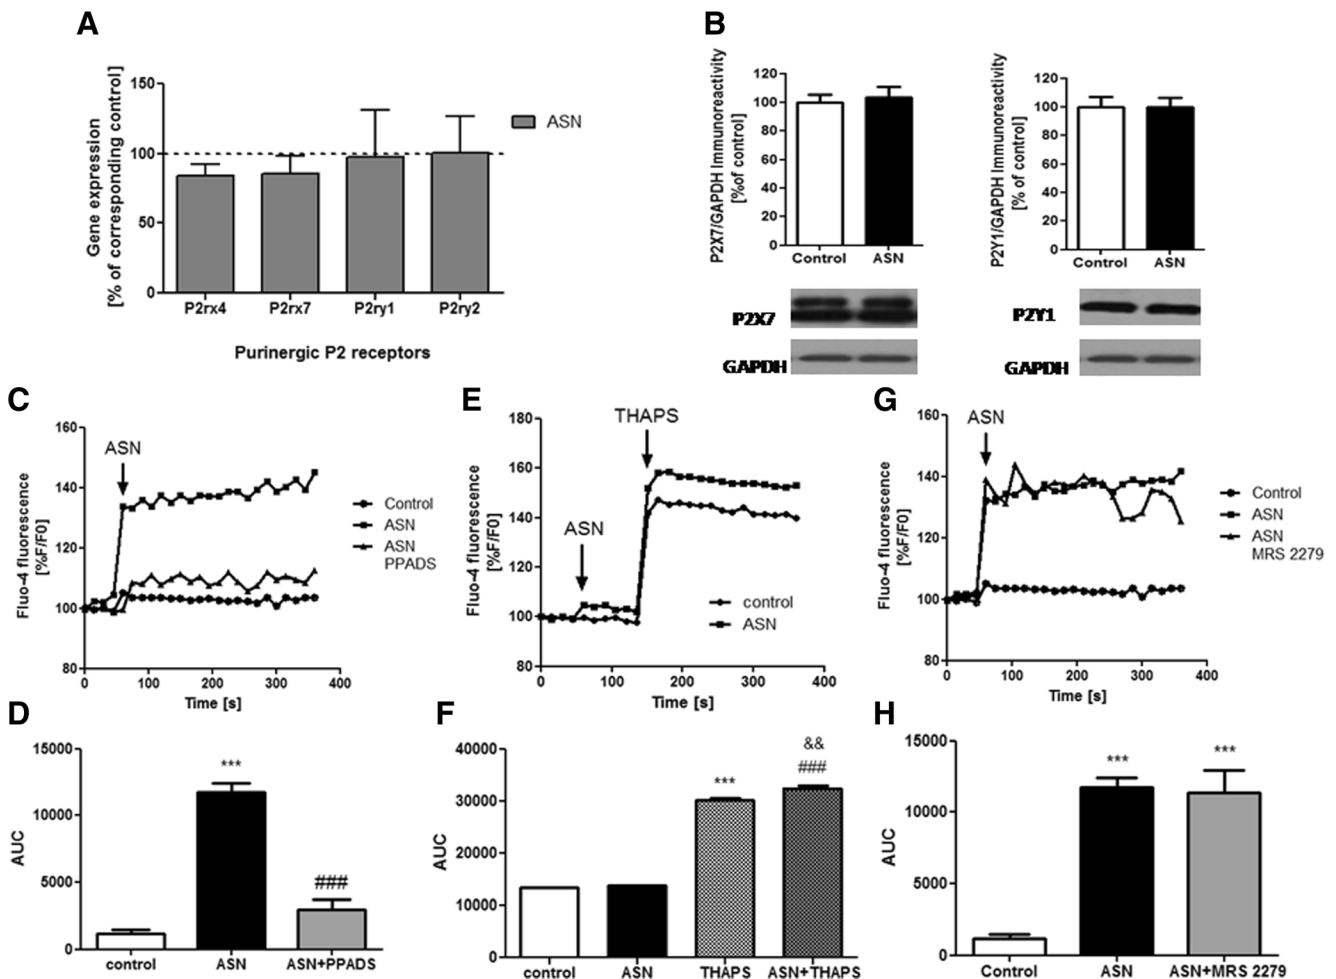 A
Gene expression
[% of corresponding control]
150
100
50
0
P2rx4 P2rx7 P2ry1 P2ry2
Purinergic P2 receptors
ASN
B
P2X7/GAPDH Immunoreactivity
[%of control]
120
100
80
60
40
20
0
Control ASN
P2X7
GAPDH
P2Y1/GAPDH Immunoreactivity
[% of control]
120
100
80
60
40
20
0
Control ASN
P2Y1
GAPDH
C
Fluo-4 fluorescence
[%F/F0]
160
140
120
100
80
0 100 200 300 400
Time [s]
ASN
Control
ASN
ASN
PPADS
E
Fluo-4 fluorescence
[%F/F0]
180
160
140
120
100
80
0 100 200 300 400
Time [s]
ASN
THAPS
control
ASN
G
Fluo-4 fluorescence
[%F/F0]
160
140
120
100
80
0 100 200 300 400
Time [s]
ASN
Control
ASN
ASN
MRS 2279
D
AUC
15000
10000
5000
0
***
###
control ASN ASN+PPADS
F
AUC
40000
30000
20000
10000
0
***
&&
###
control ASN THAPS ASN+THAPS
H
AUC
15000
10000
5000
0
***
***
Control ASN ASN+MRS 2279